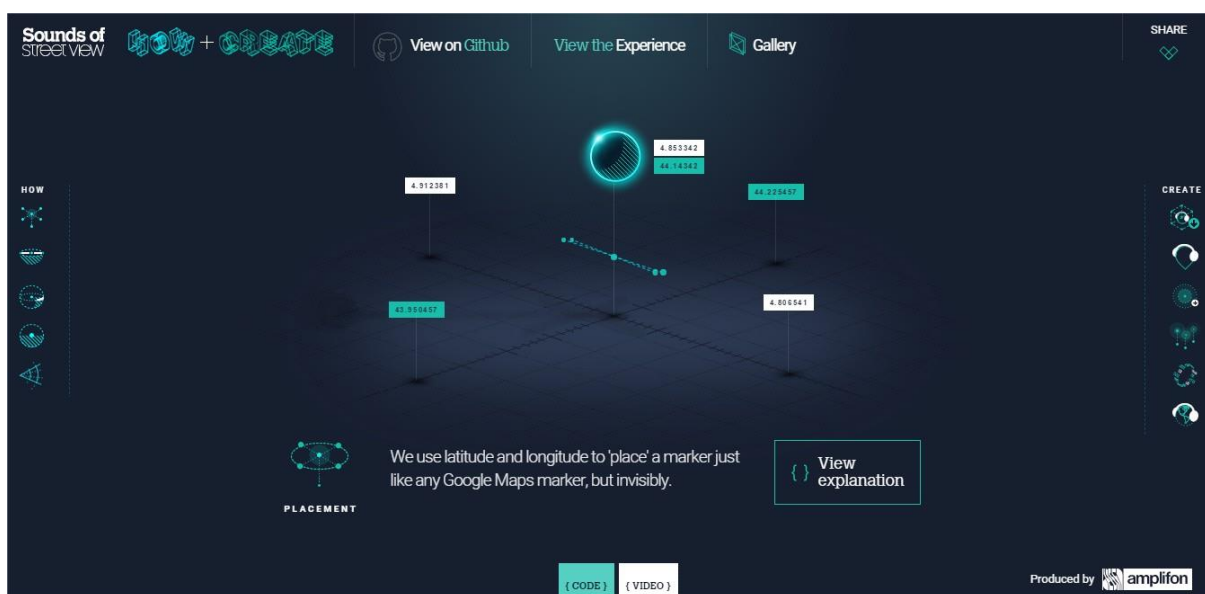 Sounds of
STREET VIEW
HOW + CREATE
View on Github
View the Experience
Gallery
SHARE
4.853342
44.14342
4.912381
44.225457
HOW
CREATE
43.950457
4.806541
We use latitude and longitude to 'place' a marker just
like any Google Maps marker, but invisibly.
{ } View
explanation
PLACEMENT
{ CODE }
{ VIDEO }
Produced by amplifon